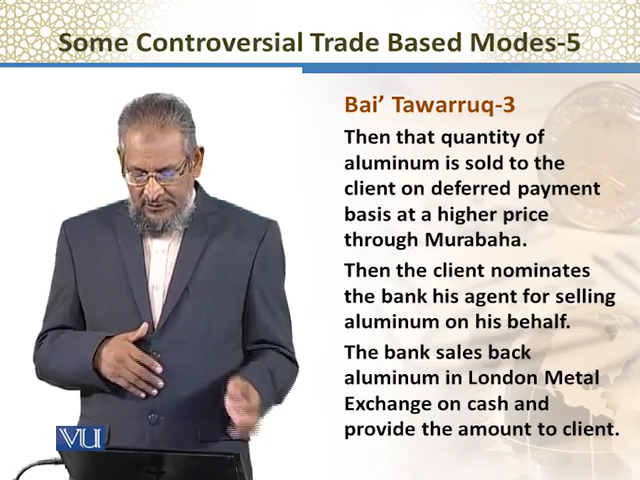 Some Controversial Trade Based Modes-5
Bai’ Tawarruq-3
Then that quantity of
aluminum is sold to the
client on deferred payment
basis at a higher price
through Murabaha.
Then the client nominates
the bank his agent for selling
aluminum on his behalf.
The bank sales back
aluminum in London Metal
Exchange on cash and
provide the amount to client.
VU